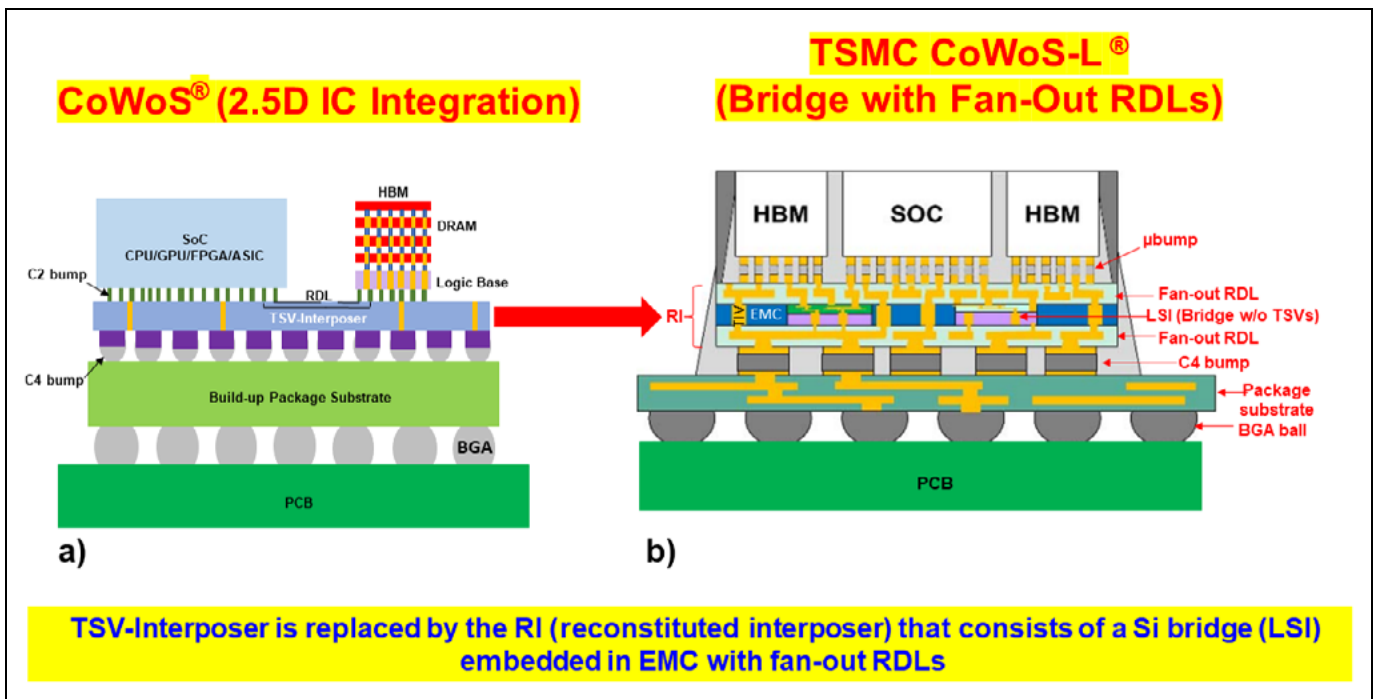 CoWoS® (2.5D IC Integration)
TSMC CoWoS-L ®
(Bridge with Fan-Out RDLs)
HBM
DRAM
SoC
CPU/GPU/FPGA/ASIC
C2 bump
Logic Base
RDL
TSV-Interposer
C4 bump
Build-up Package Substrate
BGA
PCB
a)
HBM
SOC
HBM
µbump
Fan-out RDL
RI
TIV
EMC
LSI (Bridge w/o TSVs)
Fan-out RDL
C4 bump
Package
substrate
BGA ball
PCB
b)
TSV-Interposer is replaced by the RI (reconstituted interposer) that consists of a Si bridge (LSI)
embedded in EMC with fan-out RDLs